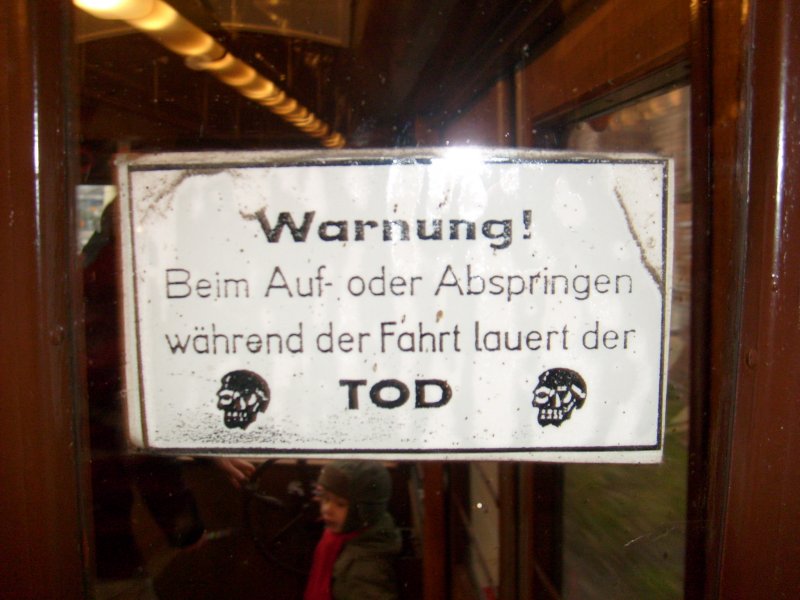 Warnung!
Beim Auf- oder Abspringen
während der Fahrt lauert der
TOD